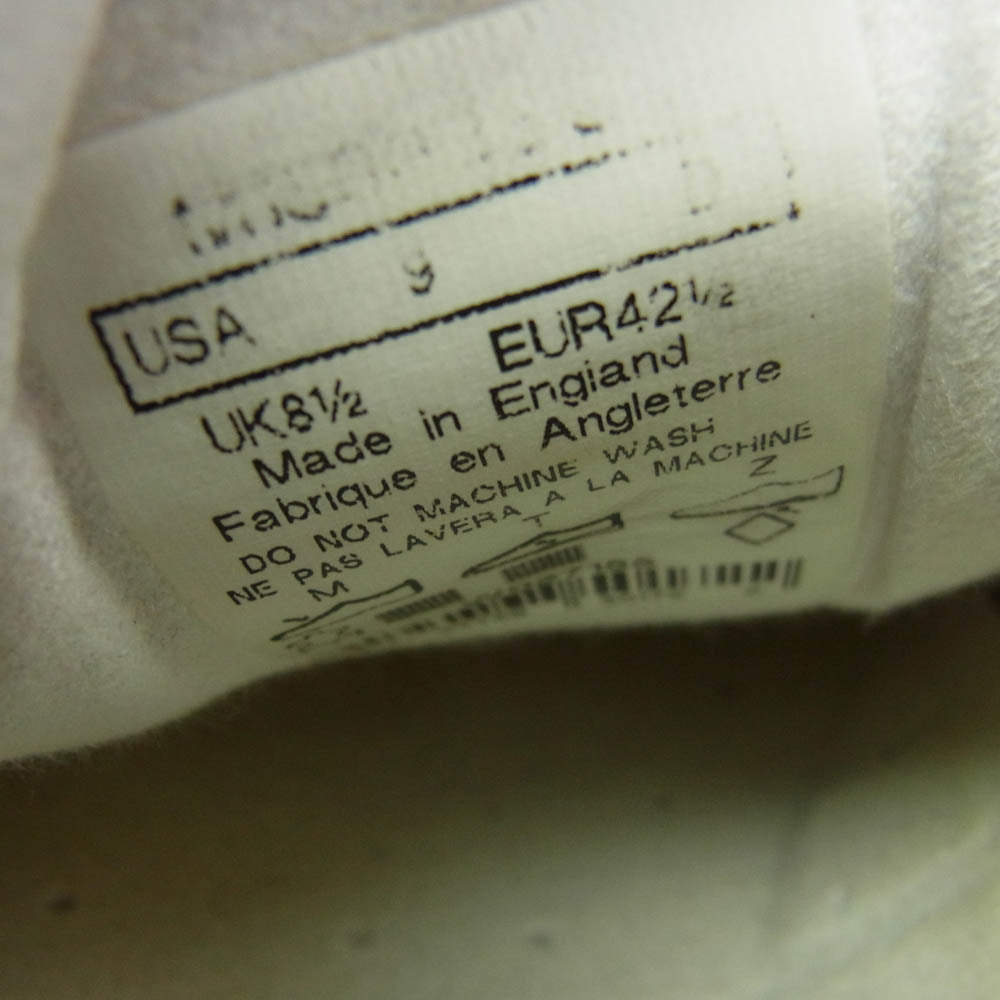 USA 9 D
UK8½ EUR42½
Made in England
Fabrique en Angleterre
DO NOT MACHINE WASH
NE PAS LAVERA A LA MACHINE
M T Z